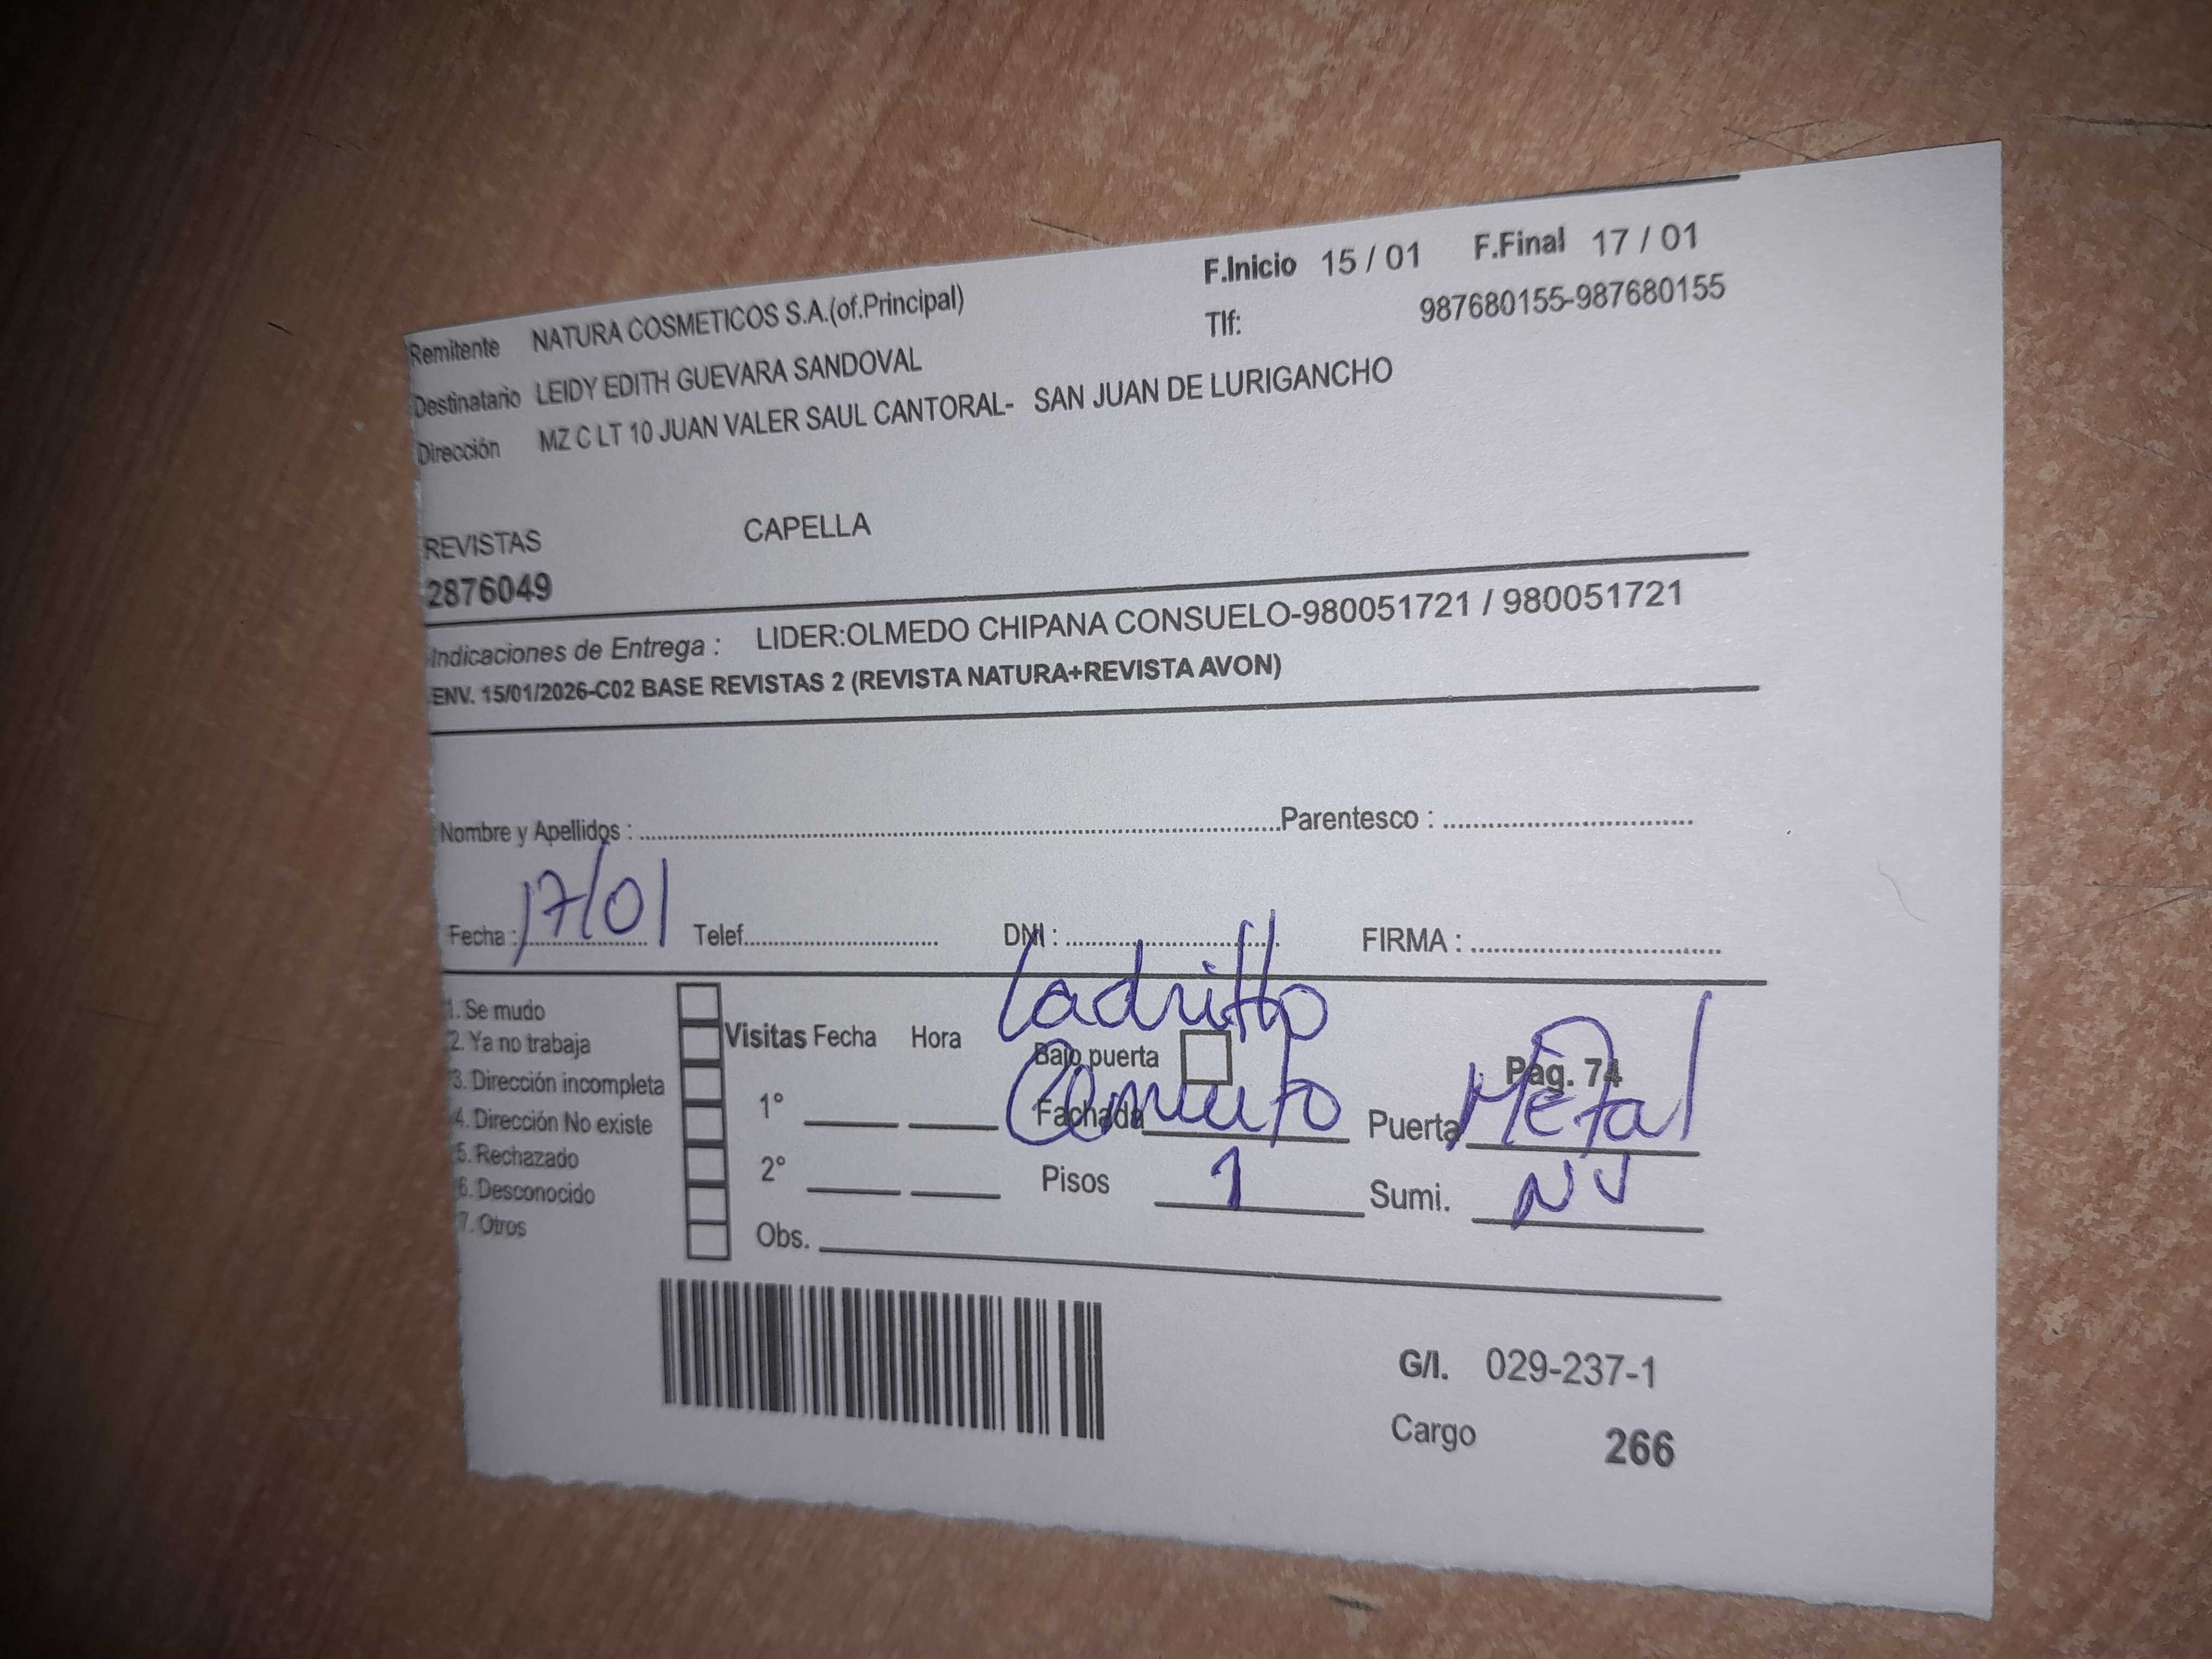 F.Inicio 15 / 01 F.Final 17 / 01
Remitente NATURA COSMETICOS S.A.(of.Principal) Tlf: 987680155-987680155
Destinatario LEIDY EDITH GUEVARA SANDOVAL
Dirección MZ C LT 10 JUAN VALER SAUL CANTORAL- SAN JUAN DE LURIGANCHO
REVISTAS CAPELLA
2876049
Indicaciones de Entrega : LIDER:OLMEDO CHIPANA CONSUELO-980051721 / 980051721
ENV. 15/01/2026-C02 BASE REVISTAS 2 (REVISTA NATURA+REVISTA AVON)
Nombre y Apellidos : Parentesco :
Fecha : 17/01 Telef. DNI : FIRMA :
Ladrillo
1. Se mudo
2. Ya no trabaja
3. Dirección incompleta
4. Dirección No existe
5. Rechazado
6. Desconocido
7. Otros
Visitas Fecha Hora
1°
2°
Obs.
Bajo puerta Pág. 74
Fachada Cemento Puerta Metal
Pisos 1 Sumi.
G/I. 029-237-1
Cargo 266